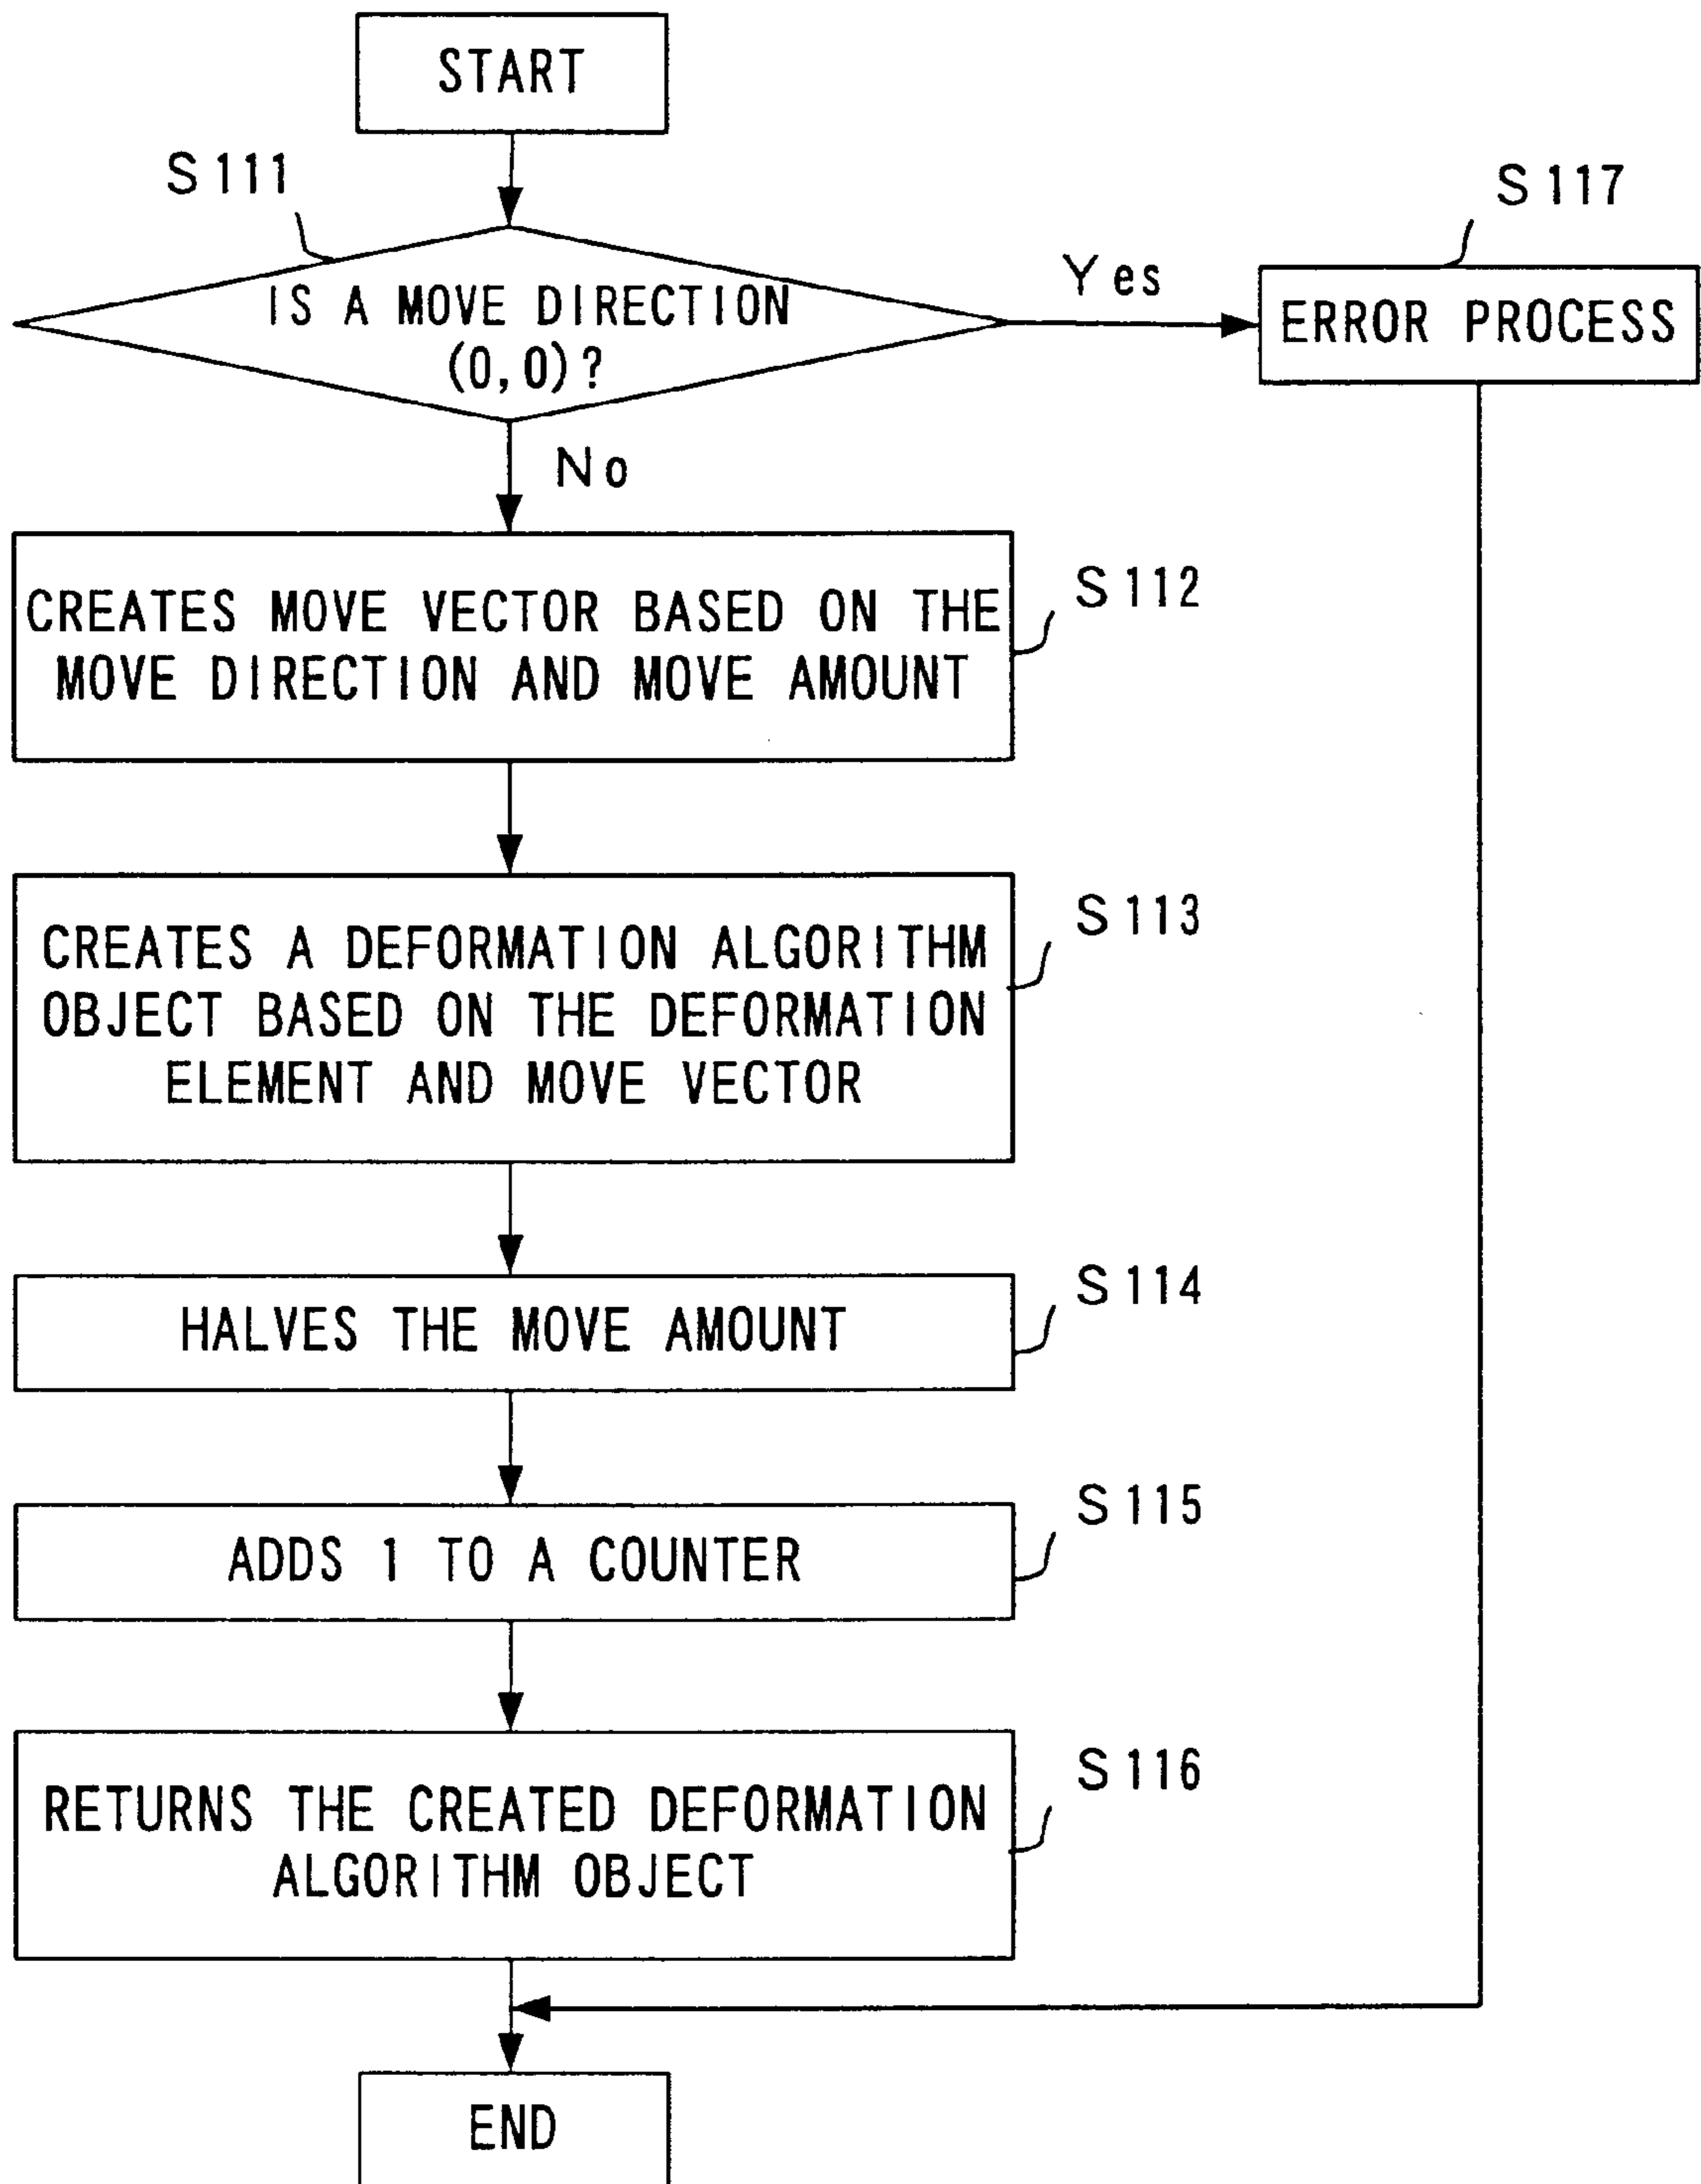 START
S111
S117
IS A MOVE DIRECTION
(0,0)?
Yes
ERROR PROCESS
No
S112
CREATES MOVE VECTOR BASED ON THE
MOVE DIRECTION AND MOVE AMOUNT
S113
CREATES A DEFORMATION ALGORITHM
OBJECT BASED ON THE DEFORMATION
ELEMENT AND MOVE VECTOR
S114
HALVES THE MOVE AMOUNT
S115
ADDS 1 TO A COUNTER
S116
RETURNS THE CREATED DEFORMATION
ALGORITHM OBJECT
END